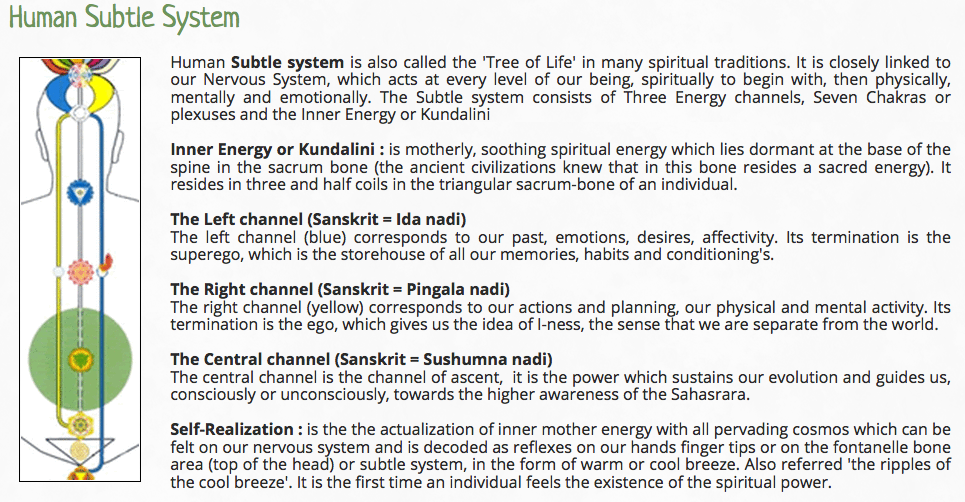 Human Subtle System
Human Subtle system is also called the 'Tree of Life' in many spiritual traditions. It is closely linked to
our Nervous System, which acts at every level of our being, spiritually to begin with, then physically,
mentally and emotionally. The Subtle system consists of Three Energy channels, Seven Chakras or
plexuses and the Inner Energy or Kundalini
Inner Energy or Kundalini : is motherly, soothing spiritual energy which lies dormant at the base of the
spine in the sacrum bone (the ancient civilizations knew that in this bone resides a sacred energy). It
resides in three and half coils in the triangular sacrum-bone of an individual.
The Left channel (Sanskrit = Ida nadi)
The left channel (blue) corresponds to our past, emotions, desires, affectivity. Its termination is the
superego, which is the storehouse of all our memories, habits and conditioning's.
The Right channel (Sanskrit = Pingala nadi)
The right channel (yellow) corresponds to our actions and planning, our physical and mental activity. Its
termination is the ego, which gives us the idea of I-ness, the sense that we are separate from the world.
The Central channel (Sanskrit = Sushumna nadi)
The central channel is the channel of ascent, it is the power which sustains our evolution and guides us,
consciously or unconsciously, towards the higher awareness of the Sahasrara.
Self-Realization : is the the actualization of inner mother energy with all pervading cosmos which can be
felt on our nervous system and is decoded as reflexes on our hands finger tips or on the fontanelle bone
area (top of the head) or subtle system, in the form of warm or cool breeze. Also referred 'the ripples of
the cool breeze'. It is the first time an individual feels the existence of the spiritual power.